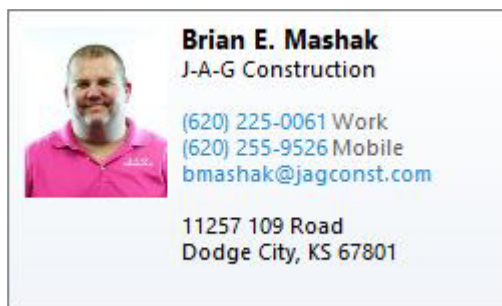 Brian E. Mashak
J-A-G Construction
(620) 225-0061 Work
(620) 255-9526 Mobile
bmashak@jagconst.com
11257 109 Road
Dodge City, KS 67801